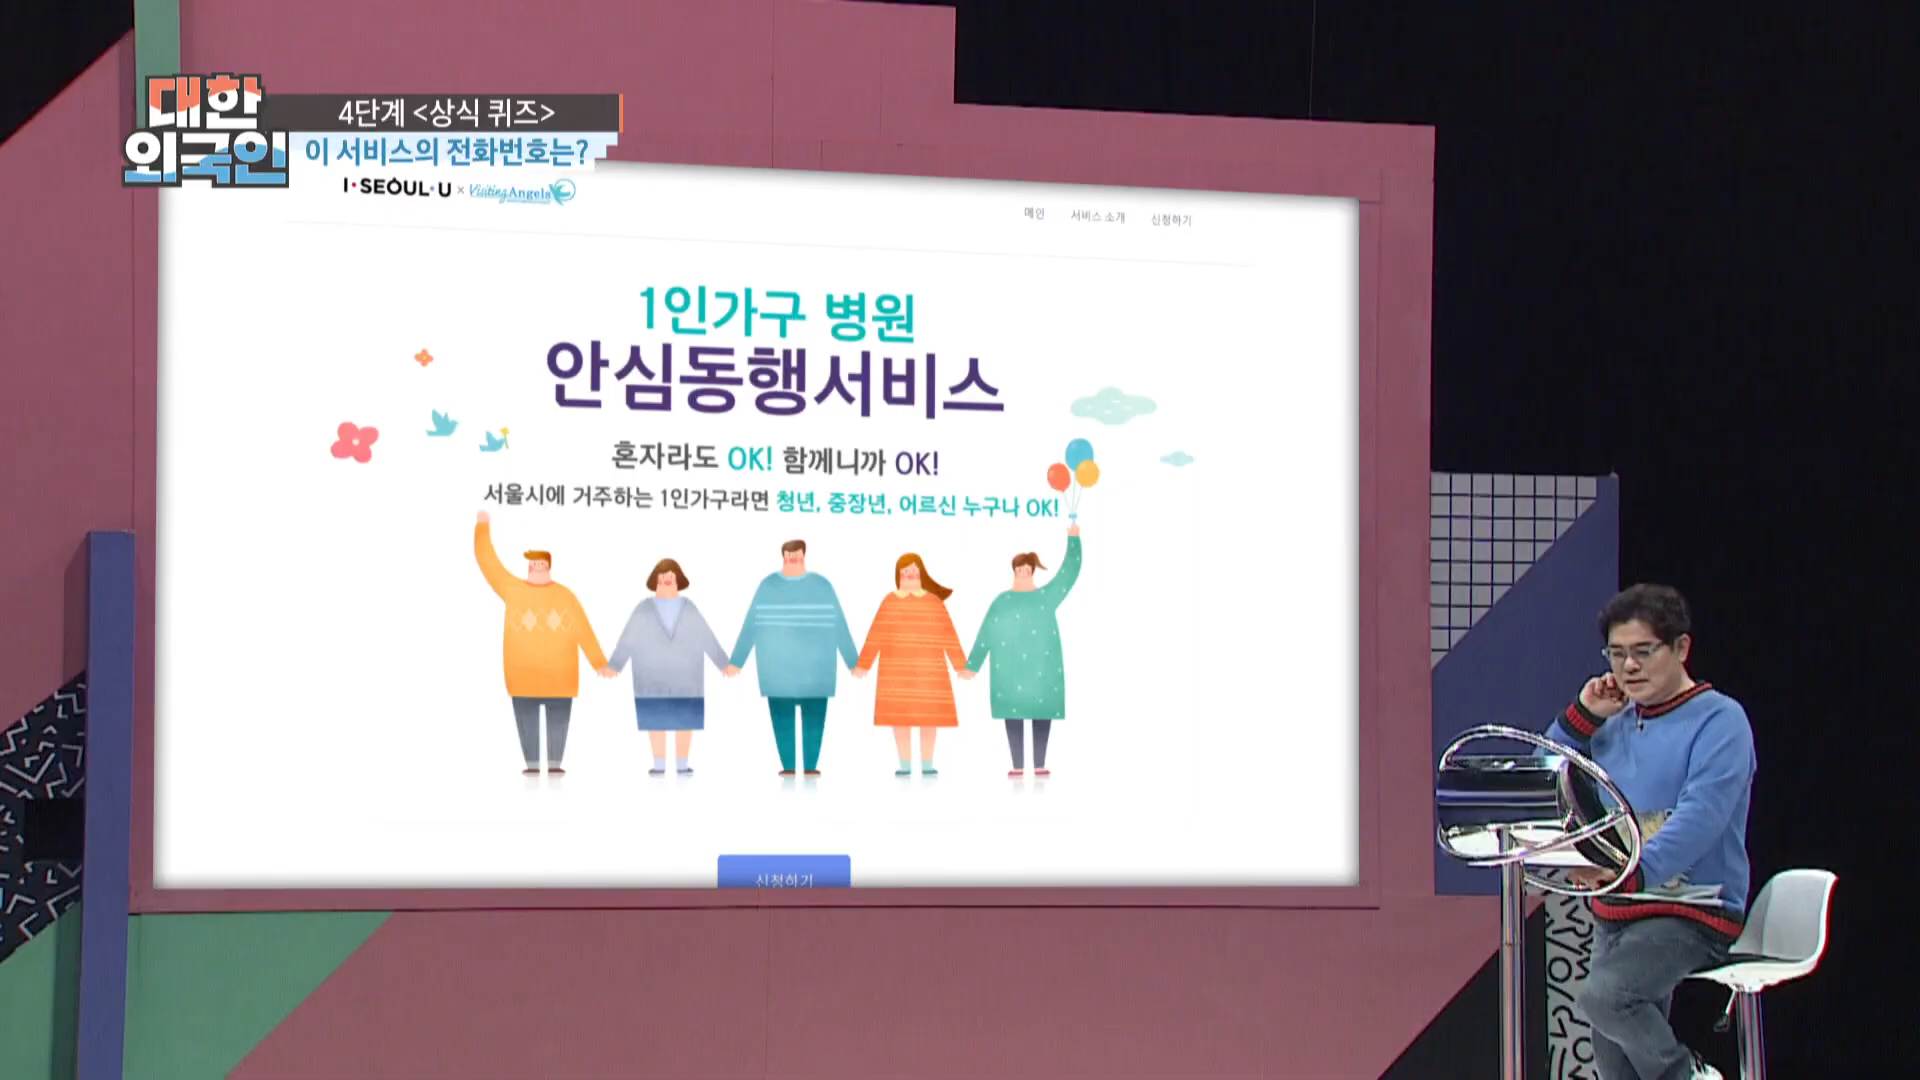 대한
외국인
4단계 <상식 퀴즈>
이 서비스의 전화번호는?
I·SEOUL·U × Visiting Angels
메인 서비스 소개 신청하기
1인가구 병원
안심동행서비스
혼자라도 OK! 함께니까 OK!
서울시에 거주하는 1인가구라면 청년, 중장년, 어르신 누구나 OK!
신청하기